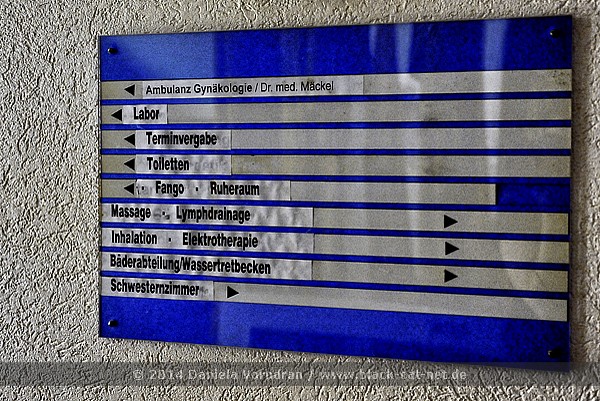 Ambulanz Gynäkologie / Dr. med. Mäckel
Labor
Terminvergabe
Toiletten
Fango · Ruheraum
Massage · Lymphdrainage
Inhalation · Elektrotherapie
Bäderabteilung/Wassertretbecken
Schwesternzimmer
© 2014 Daniela Vorndran / www.black-cat-net.de